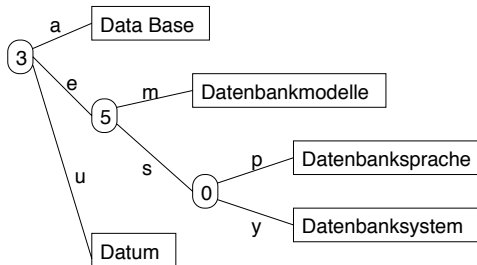 a
Data Base
3
e
m
Datenbankmodelle
5
u
s
p
Datenbanksprache
0
y
Datenbanksystem
Datum